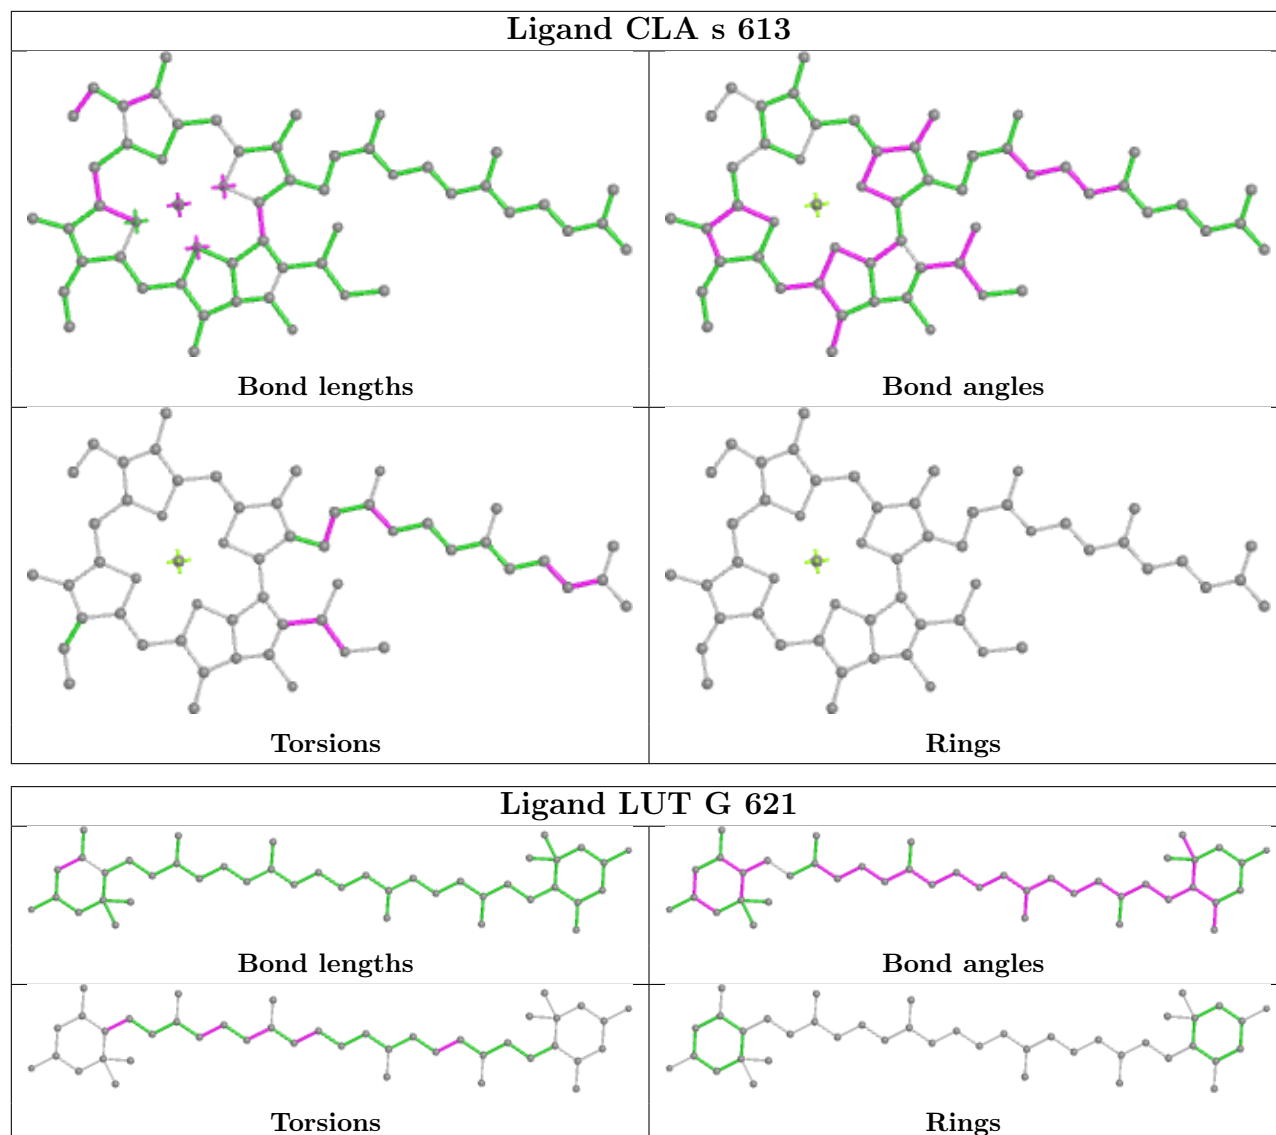 Ligand CLA s 613
Bond lengths
Bond angles
Torsions
Rings
Ligand LUT G 621
Bond lengths
Bond angles
Torsions
Rings